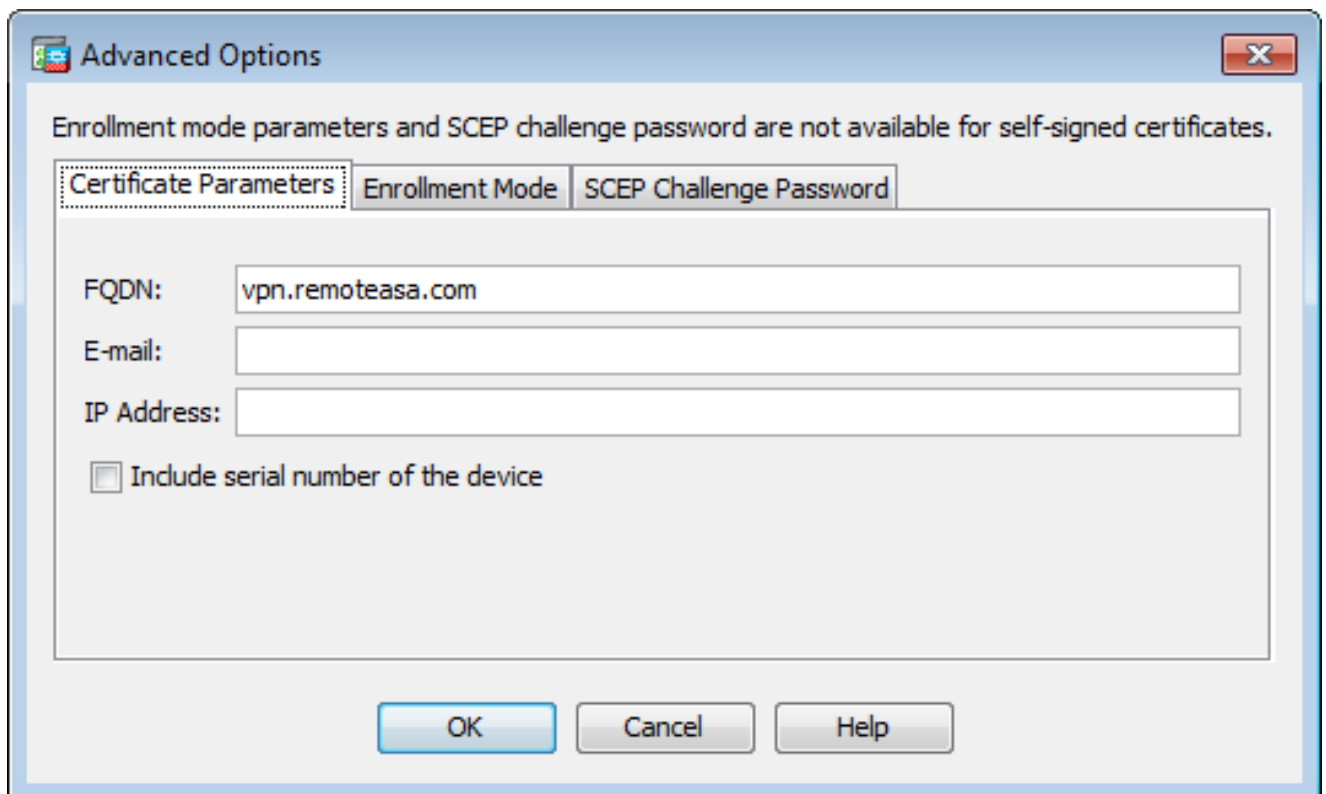 Advanced Options
Enrollment mode parameters and SCEP challenge password are not available for self-signed certificates.
Certificate Parameters Enrollment Mode SCEP Challenge Password
FQDN: vpn.remoteasa.com
E-mail:
IP Address:
Include serial number of the device
OK Cancel Help